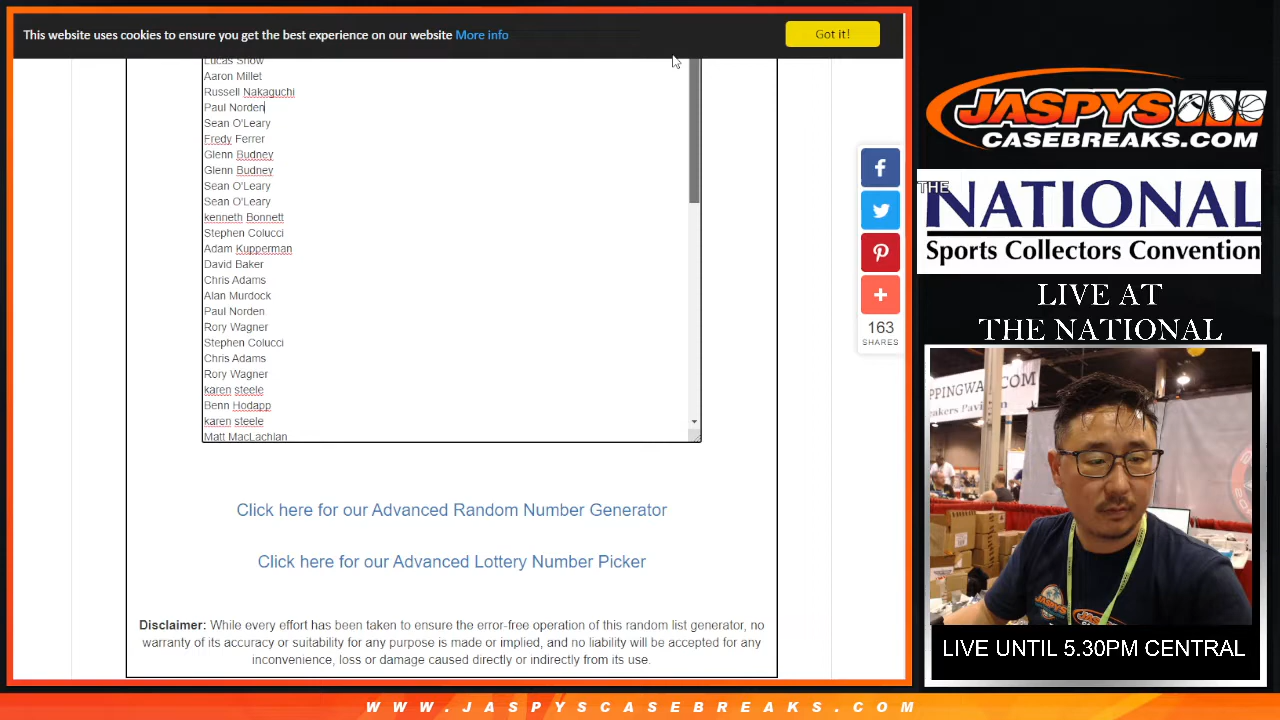 This website uses cookies to ensure you get the best experience on our website More info
Got it!
Lucas Snow
Aaron Millet
Russell Nakaguchi
Paul Norden
Sean O'Leary
Fredy Ferrer
Glenn Budney
Glenn Budney
Sean O'Leary
Sean O'Leary
kenneth Bonnett
Stephen Colucci
Adam Kupperman
David Baker
Chris Adams
Alan Murdock
Paul Norden
Rory Wagner
Stephen Colucci
Chris Adams
Rory Wagner
karen steele
Benn Hodapp
karen steele
Matt MacLachlan
Click here for our Advanced Random Number Generator
Click here for our Advanced Lottery Number Picker
Disclaimer: While every effort has been taken to ensure the error-free operation of this random list generator, no
warranty of its accuracy or suitability for any purpose is made or implied, and no liability will be accepted for any
inconvenience, loss or damage caused directly or indirectly from its use.
163
SHARES
JASPYS
CASEBREAKS.COM
THE
NATIONAL
Sports Collectors Convention
LIVE AT
THE NATIONAL
LIVE UNTIL 5.30PM CENTRAL
WWW.JASPYSCASEBREAKS.COM